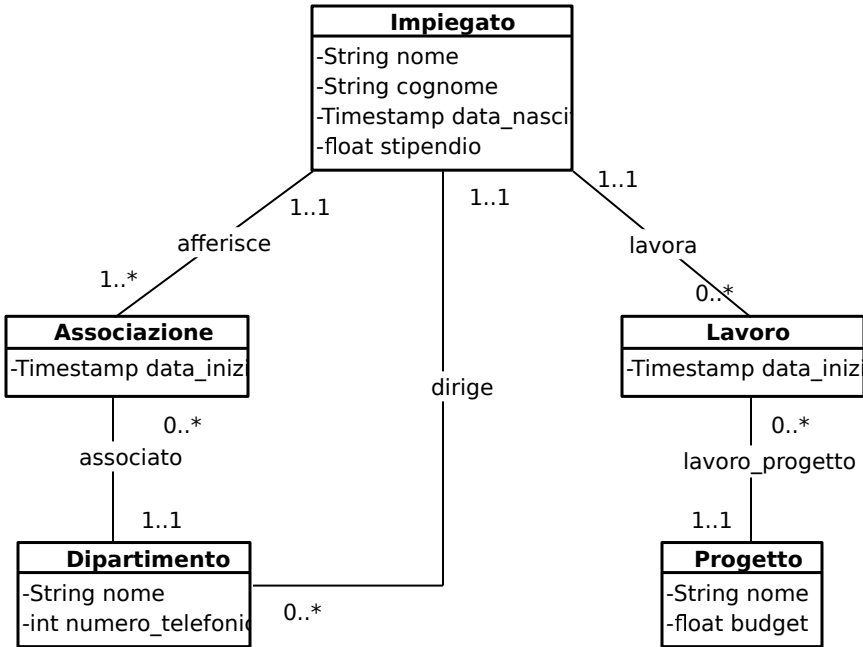 Impiegato
-String nome
-String cognome
-Timestamp data_nasci
-float stipendio
1..1
1..1
1..1
afferisce
lavora
1..*
0..*
Associazione
-Timestamp data_inizi
Lavoro
-Timestamp data_inizi
dirige
0..*
0..*
associato
lavoro_progetto
1..1
1..1
Dipartimento
-String nome
-int numero_telefonic
0..*
Progetto
-String nome
-float budget